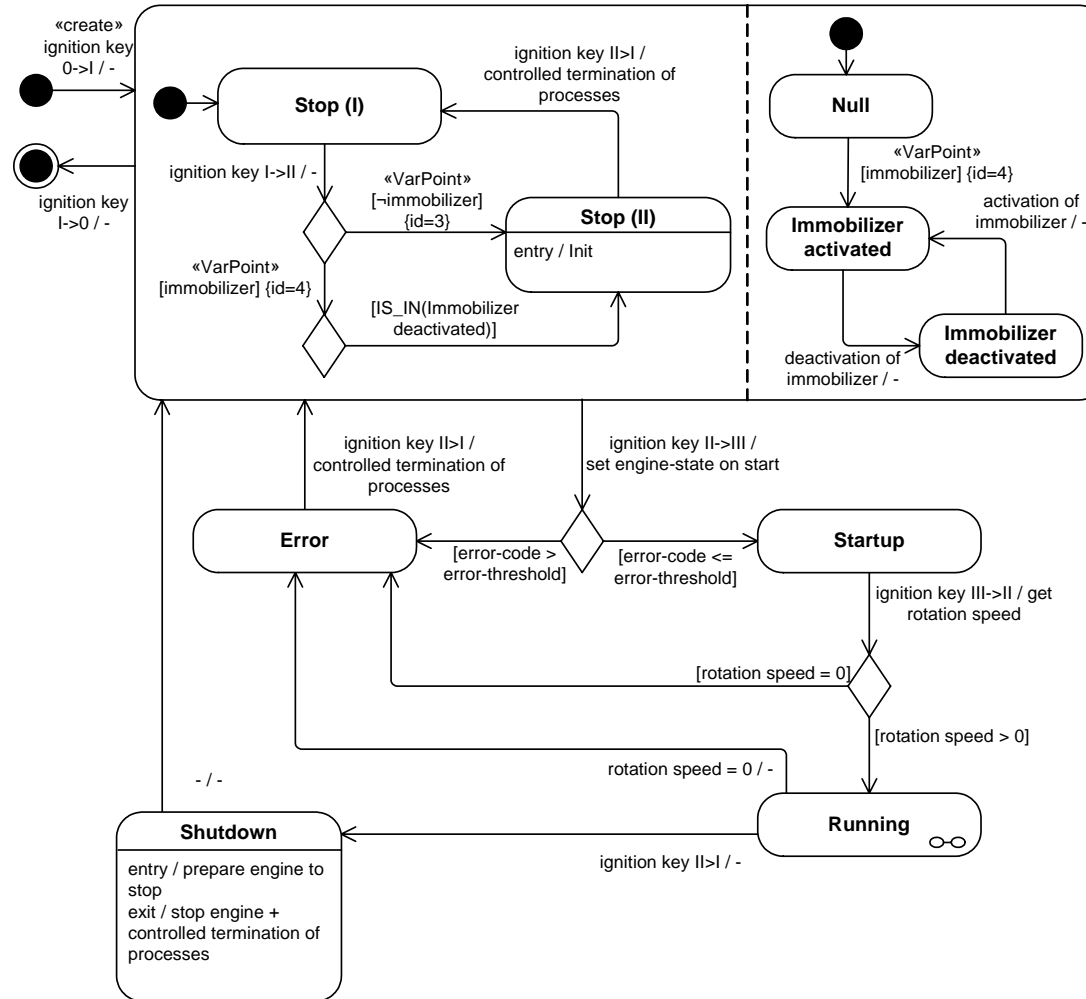 «create»
ignition key
0->I / -
ignition key
I->0 / -
Stop (I)
ignition key II>I /
controlled termination of
processes
ignition key I->II / -
«VarPoint»
[¬immobilizer]
{id=3}
Stop (II)
entry / Init
«VarPoint»
[immobilizer] {id=4}
[IS_IN(Immobilizer
deactivated)]
Null
«VarPoint»
[immobilizer] {id=4}
activation of
immobilizer / -
Immobilizer
activated
Immobilizer
deactivated
deactivation of
immobilizer / -
ignition key II>I /
controlled termination of
processes
ignition key II->III /
set engine-state on start
Error
[error-code >
error-threshold]
[error-code <=
error-threshold]
Startup
ignition key III->II / get
rotation speed
[rotation speed = 0]
[rotation speed > 0]
rotation speed = 0 / -
- / -
Running
ignition key II>I / -
Shutdown
entry / prepare engine to
stop
exit / stop engine +
controlled termination of
processes